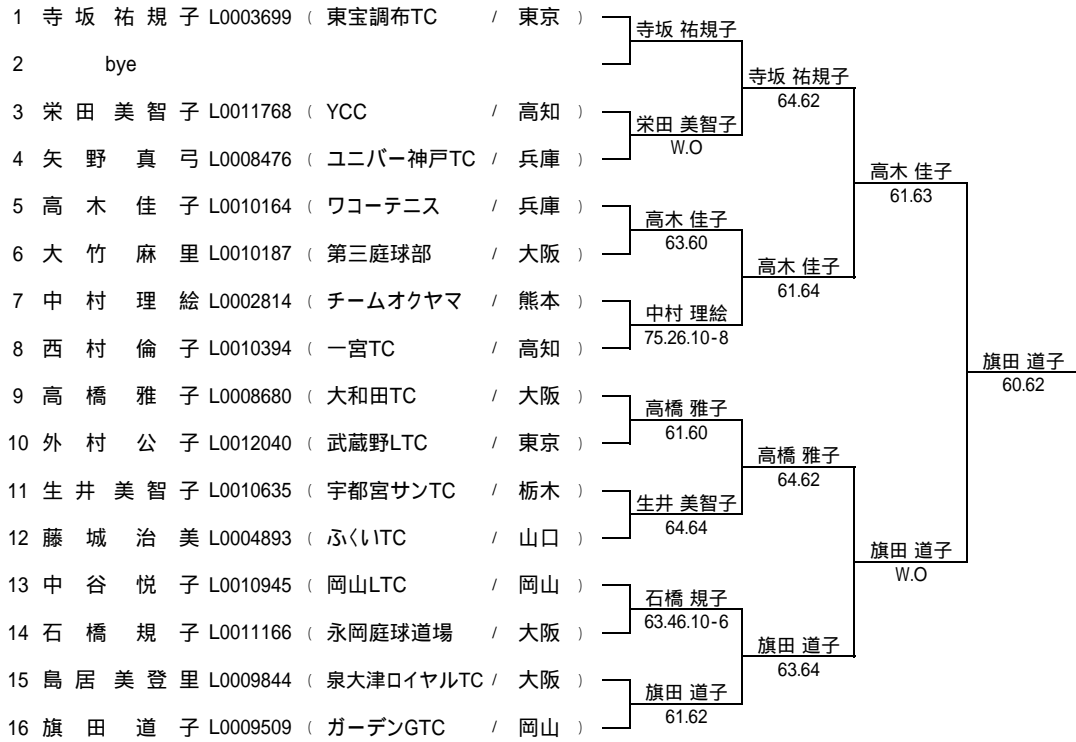 1 寺 坂 祐 規 子 L0003699 ( 東宝調布TC / 東京 )
寺坂 祐規子
2 bye
寺坂 祐規子
64.62
3 栄 田 美 智 子 L0011768 ( YCC / 高知 )
栄田 美智子
W.O
4 矢 野 真 弓 L0008476 ( ユニバー神戸TC / 兵庫 )
高木 佳子
61.63
5 高 木 佳 子 L0010164 ( ワコーテニス / 兵庫 )
高木 佳子
63.60
6 大 竹 麻 里 L0010187 ( 第三庭球部 / 大阪 )
高木 佳子
61.64
7 中 村 理 絵 L0002814 ( チームオクヤマ / 熊本 )
中村 理絵
75.26.10-8
8 西 村 倫 子 L0010394 ( 一宮TC / 高知 )
旗田 道子
60.62
9 高 橋 雅 子 L0008680 ( 大和田TC / 大阪 )
高橋 雅子
61.60
10 外 村 公 子 L0012040 ( 武蔵野LTC / 東京 )
高橋 雅子
64.62
11 生 井 美 智 子 L0010635 ( 宇都宮サンTC / 栃木 )
生井 美智子
64.64
12 藤 城 治 美 L0004893 ( ふくいTC / 山口 )
旗田 道子
W.O
13 中 谷 悦 子 L0010945 ( 岡山LTC / 岡山 )
石橋 規子
63.46.10-6
14 石 橋 規 子 L0011166 ( 永岡庭球道場 / 大阪 )
旗田 道子
63.64
15 島 居 美 登 里 L0009844 ( 泉大津ロイヤルTC / 大阪 )
旗田 道子
61.62
16 旗 田 道 子 L0009509 ( ガーデンGTC / 岡山 )